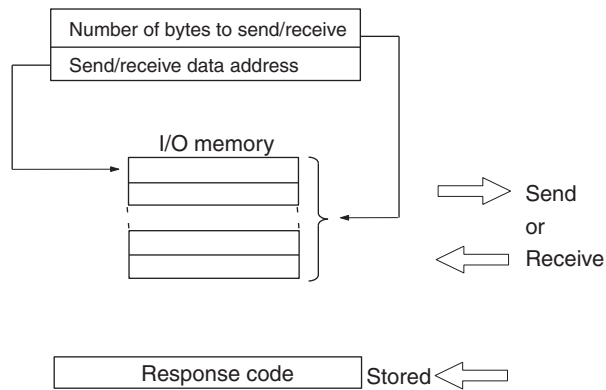 Number of bytes to send/receive
Send/receive data address
I/O memory
Send
or
Receive
Response code
Stored